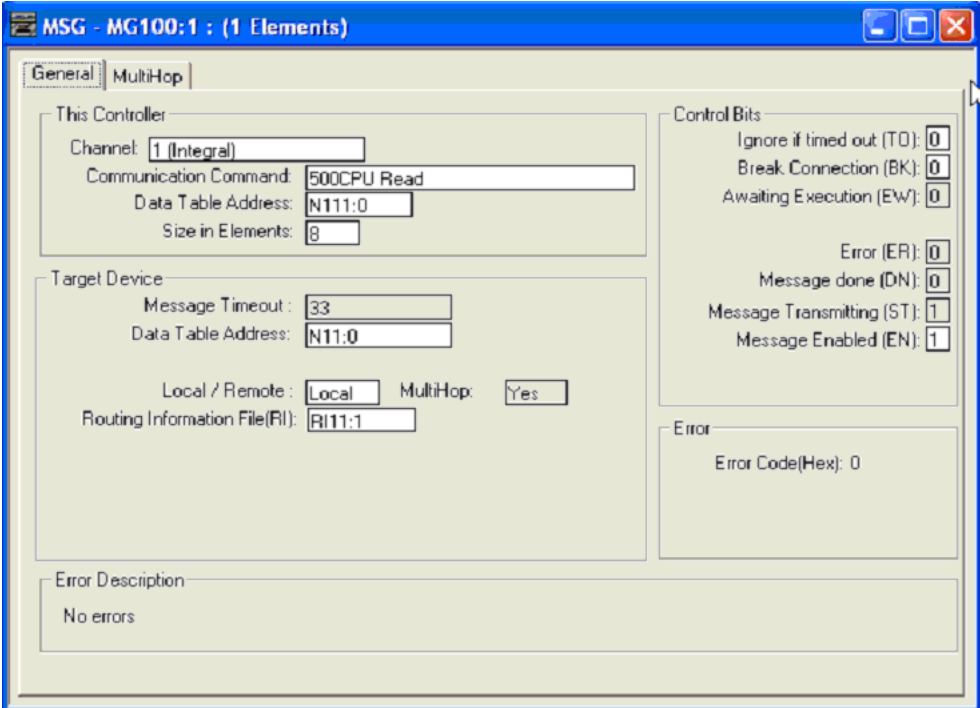 MSG - MG100:1 : (1 Elements)
General
MultiHop
This Controller
Channel: 1 (Integral)
Communication Command: 500CPU Read
Data Table Address: N111:0
Size in Elements: 8
Target Device
Message Timeout : 33
Data Table Address: N11:0
Local / Remote : Local MultiHop: Yes
Routing Information File(RI): RI11:1
Control Bits
Ignore if timed out (TO): 0
Break Connection (BK): 0
Awaiting Execution (EW): 0
Error (ER): 0
Message done (DN): 0
Message Transmitting (ST): 1
Message Enabled (EN): 1
Error
Error Code(Hex): 0
Error Description
No errors